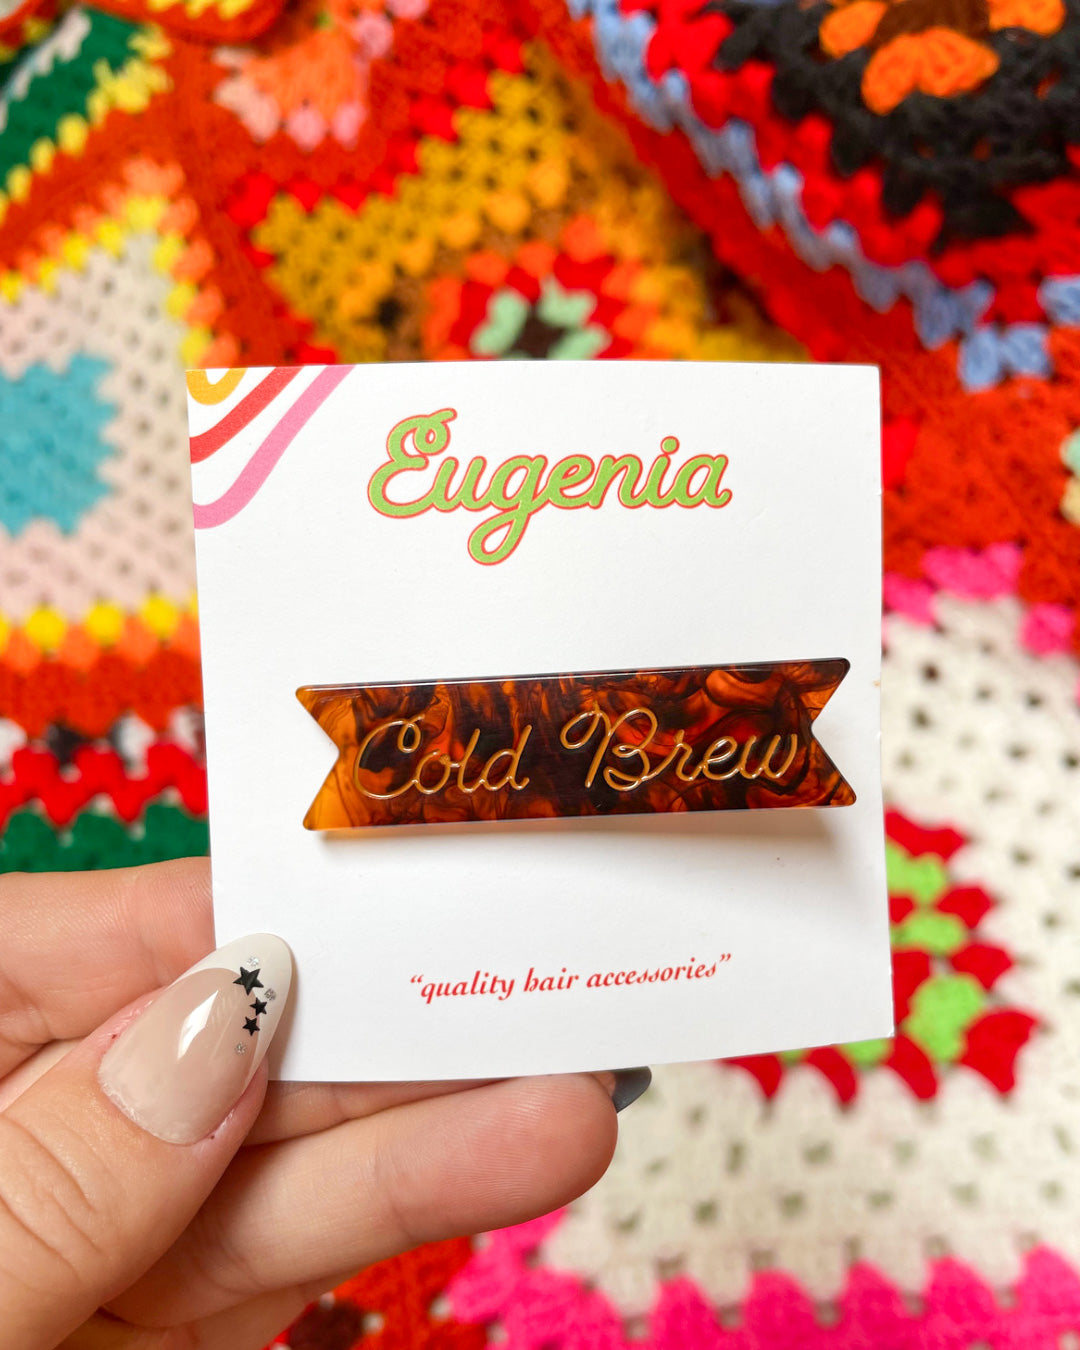 Eugenia
Cold Brew
“quality hair accessories”